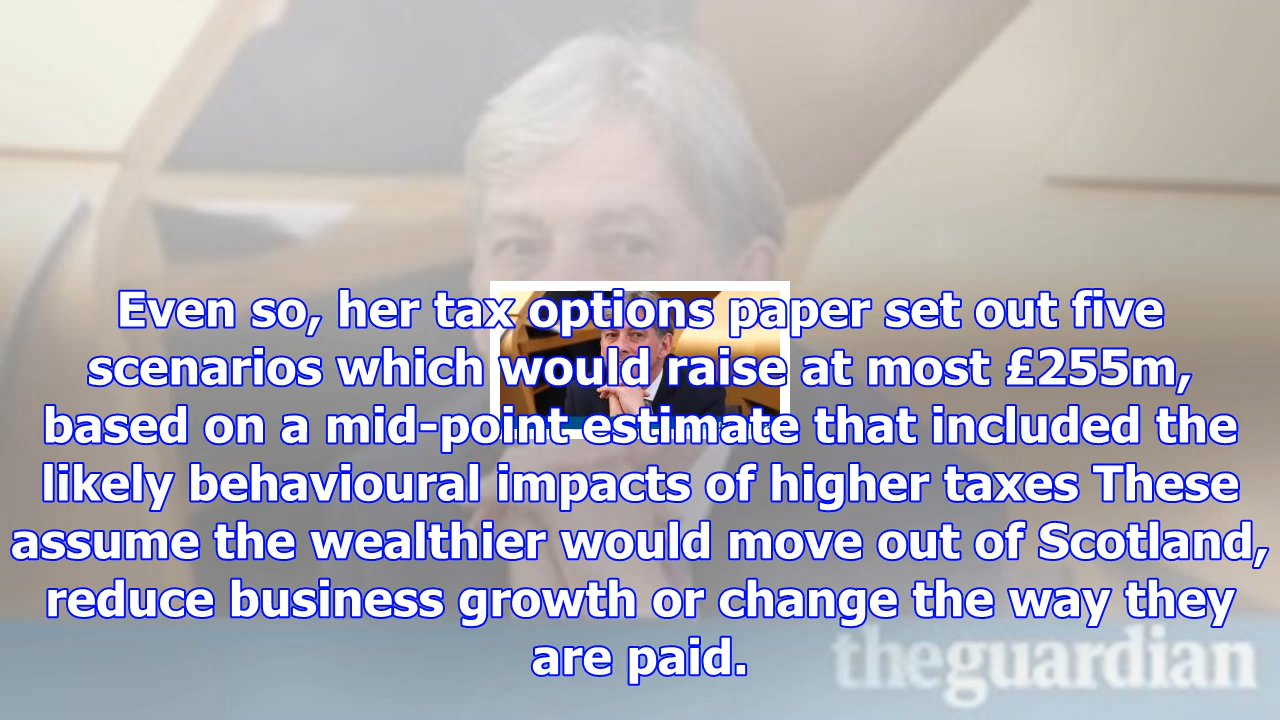 Even so, her tax options paper set out five
scenarios which would raise at most £255m,
based on a mid-point estimate that included the
likely behavioural impacts of higher taxes These
assume the wealthier would move out of Scotland,
reduce business growth or change the way they
are paid.
theguardian